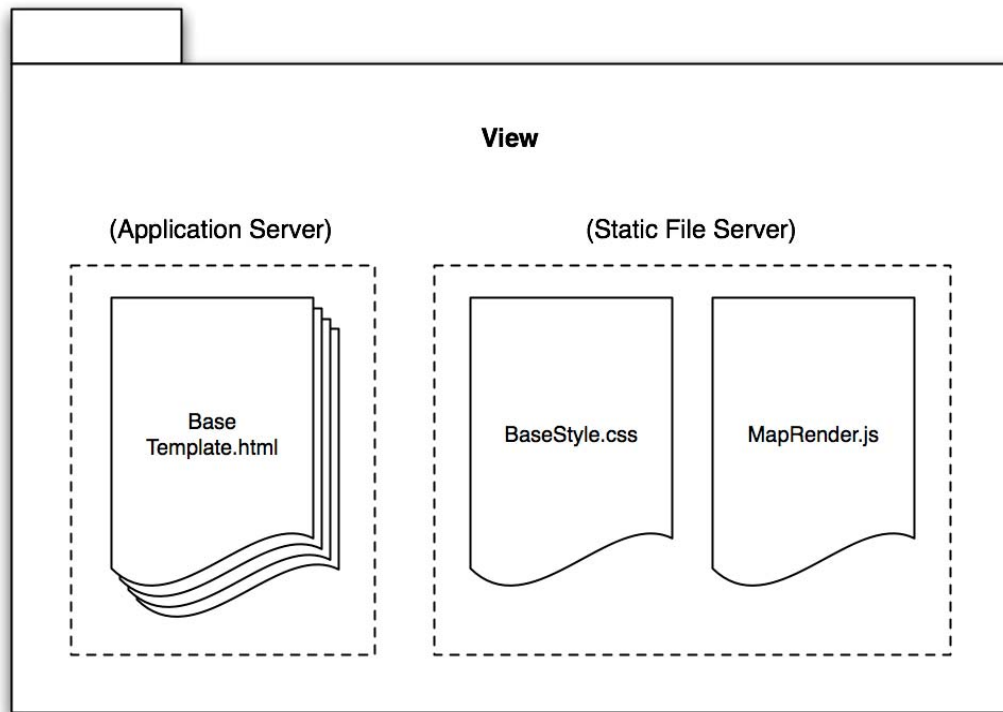 View
(Application Server)
(Static File Server)
Base
Template.html
BaseStyle.css
MapRender.js